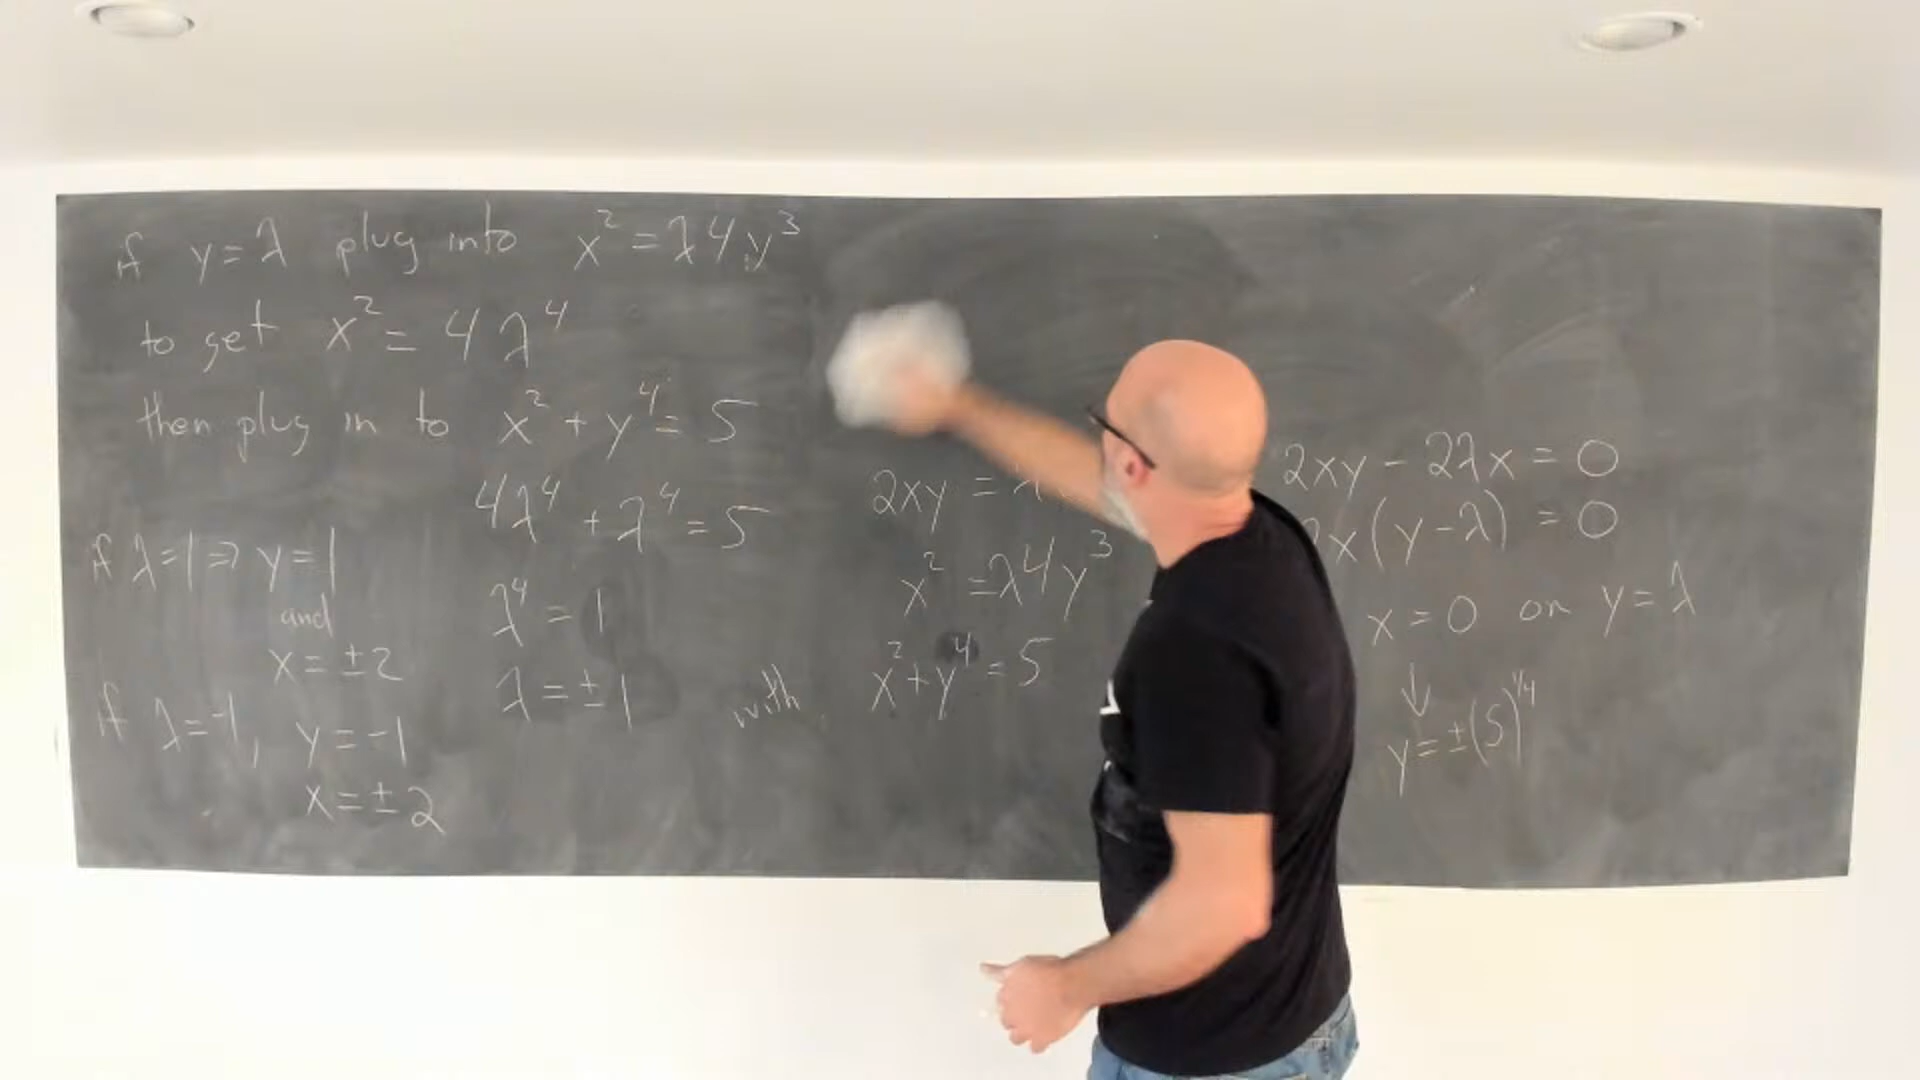 if y=λ plug into x²=λ4y³
to get x²=4λ⁴
then plug in to x²+y⁴=5
4λ⁴+λ⁴=5
λ⁴=1
λ=±1
if λ=1⇒y=1
and
x=±2
if λ=-1, y=-1
x=±2
2xy=λ
x²=λ4y³
with x²+y⁴=5
2xy-2λx=0
2x(y-λ)=0
x=0 or y=λ
↓
y=±(5)^1/4